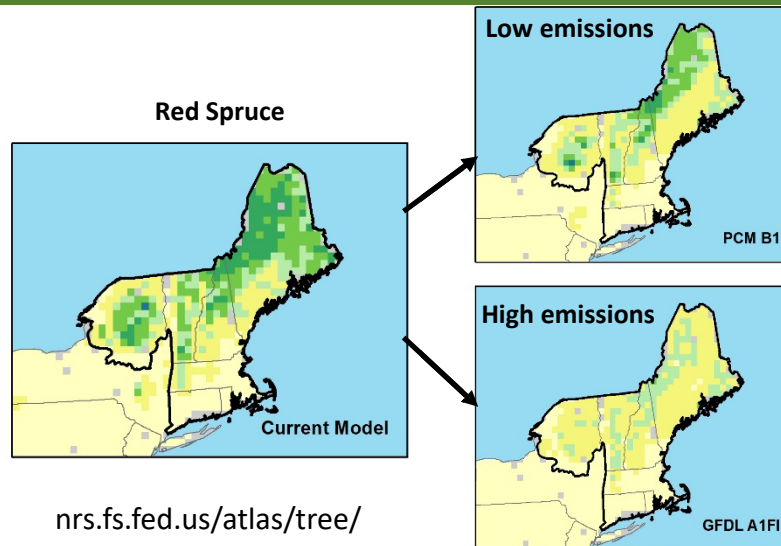 Red Spruce
Current Model
nrs.fs.fed.us/atlas/tree/
Low emissions
PCM B1
High emissions
GFDL A1FI